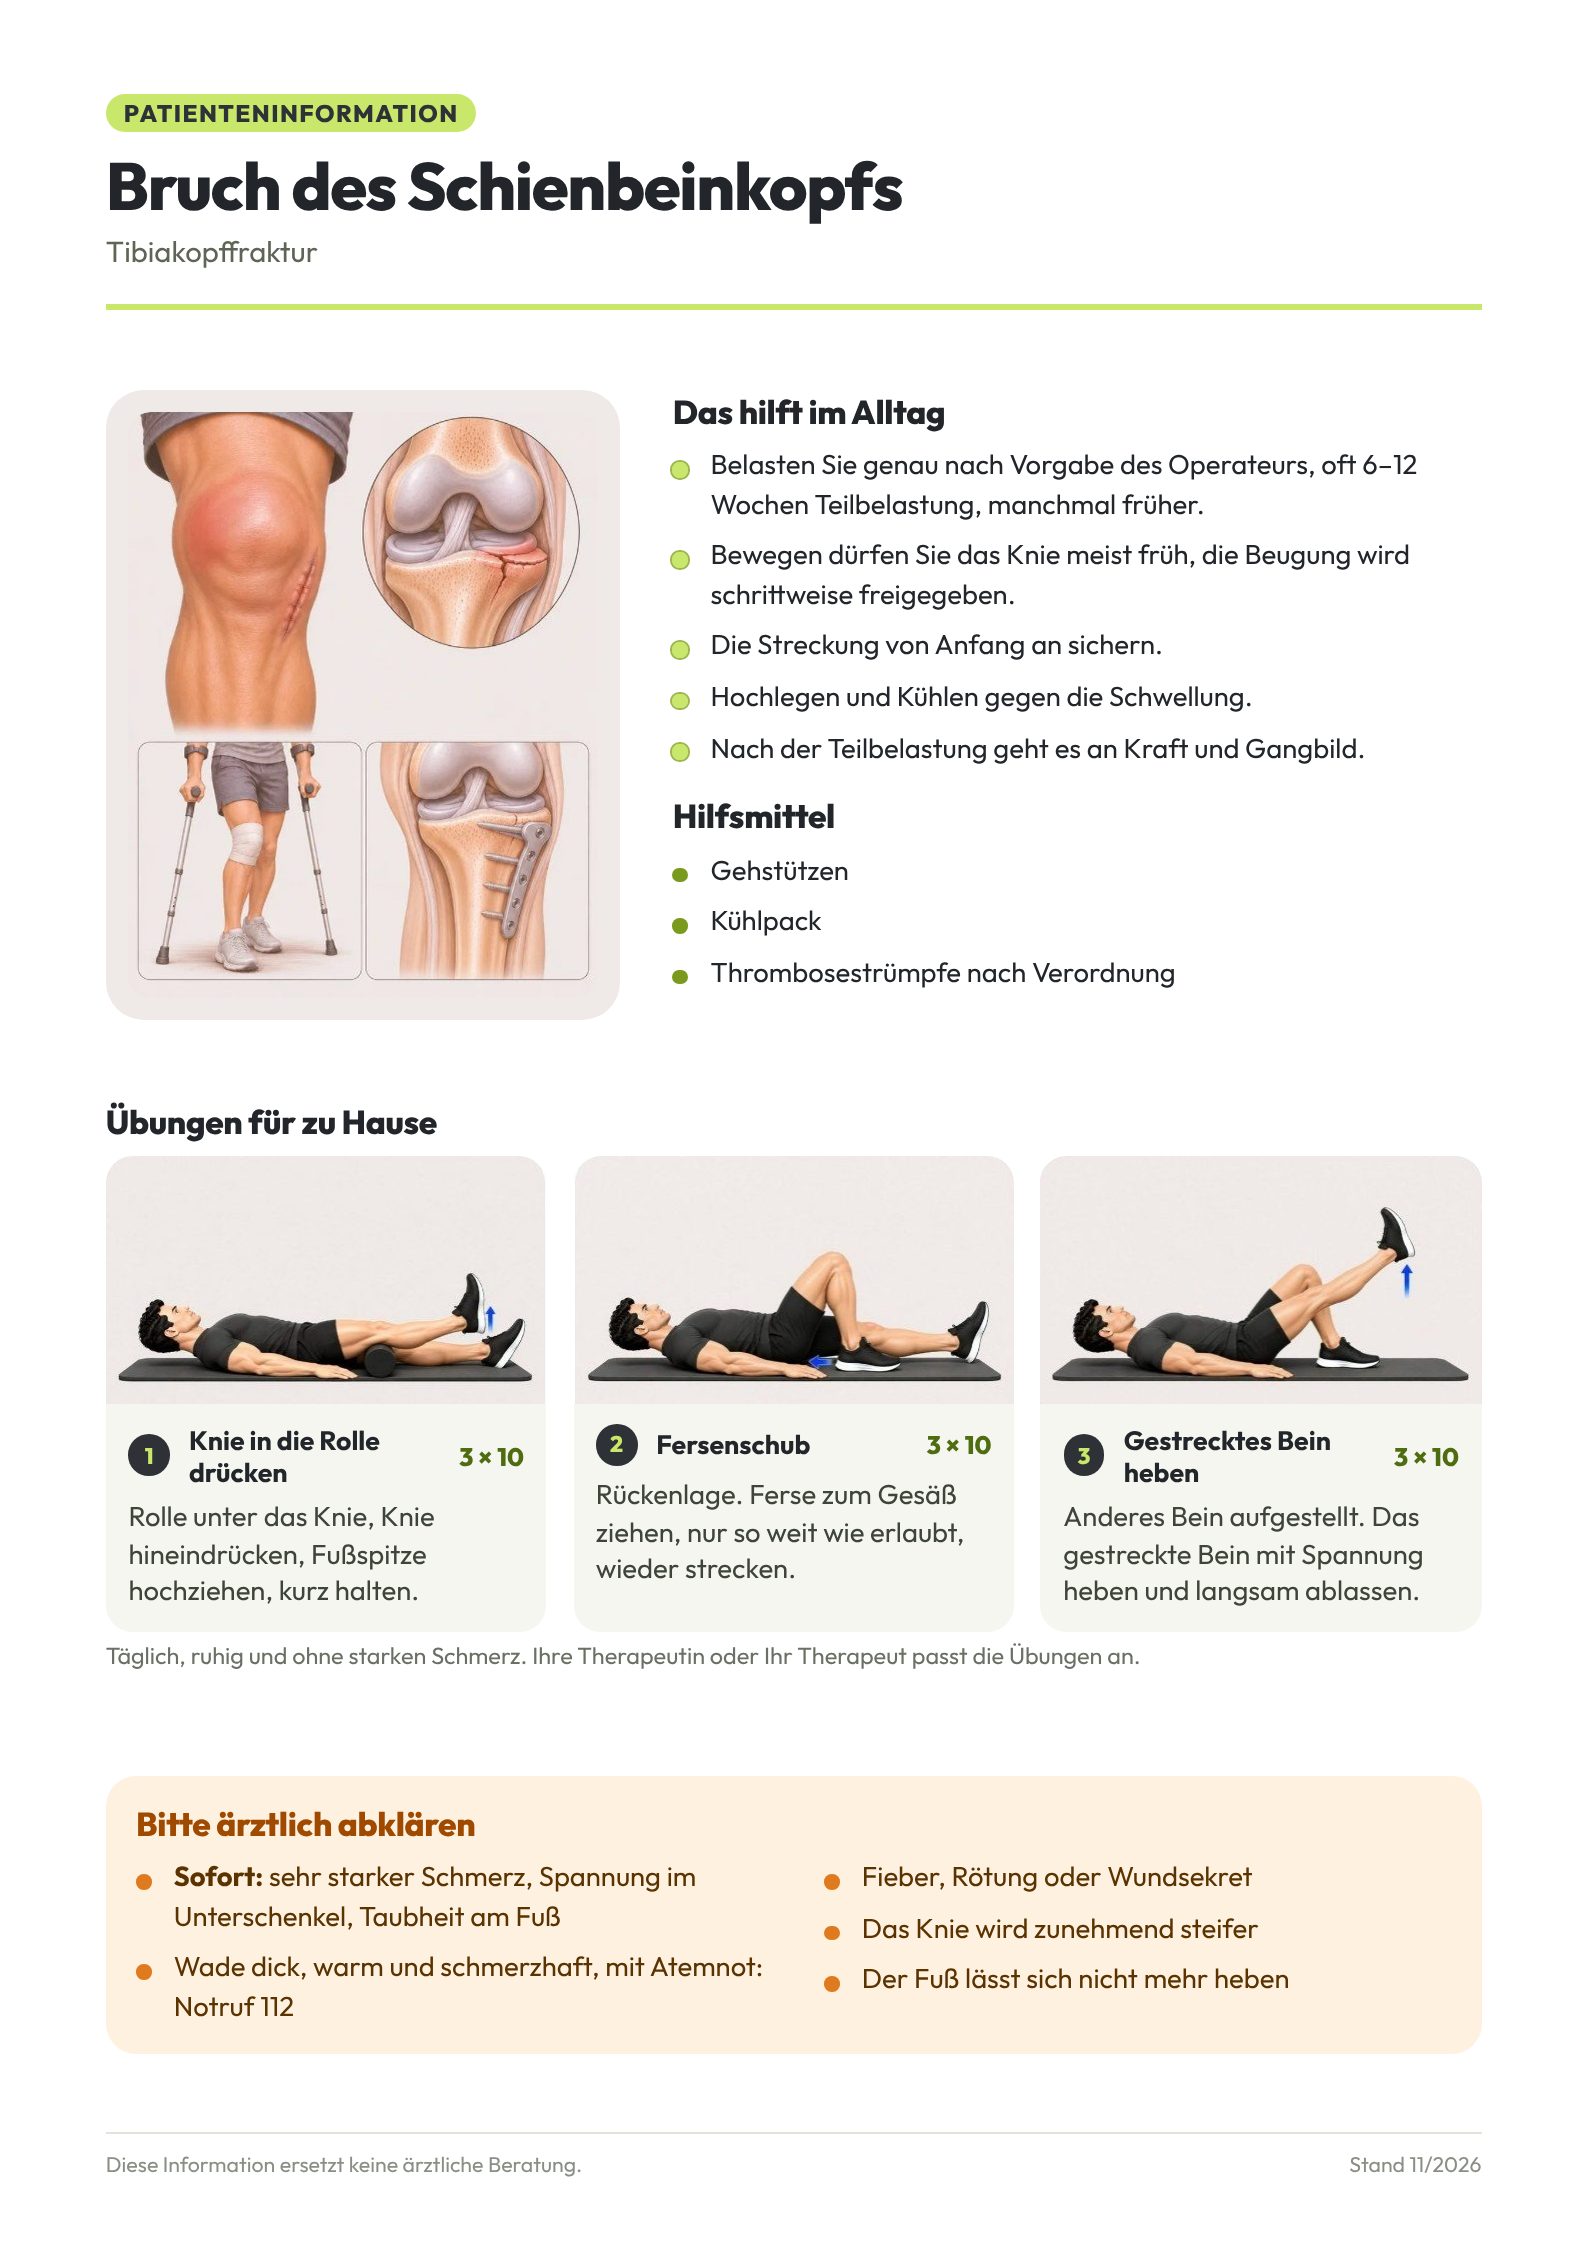 PATIENTENINFORMATION
Bruch des Schienbeinkopfs
Tibiakopffraktur
Das hilft im Alltag
Belasten Sie genau nach Vorgabe des Operateurs, oft 6–12
Wochen Teilbelastung, manchmal früher.
Bewegen dürfen Sie das Knie meist früh, die Beugung wird
schrittweise freigegeben.
Die Streckung von Anfang an sichern.
Hochlegen und Kühlen gegen die Schwellung.
Nach der Teilbelastung geht es an Kraft und Gangbild.
Hilfsmittel
Gehstützen
Kühlpack
Thrombosestrümpfe nach Verordnung
Übungen für zu Hause
1 Knie in die Rolle
drücken
3 × 10
Rolle unter das Knie, Knie
hineindrücken, Fußspitze
hochziehen, kurz halten.
2 Fersenschub 3 × 10
Rückenlage. Ferse zum Gesäß
ziehen, nur so weit wie erlaubt,
wieder strecken.
3 Gestrecktes Bein
heben
3 × 10
Anderes Bein aufgestellt. Das
gestreckte Bein mit Spannung
heben und langsam ablassen.
Täglich, ruhig und ohne starken Schmerz. Ihre Therapeutin oder Ihr Therapeut passt die Übungen an.
Bitte ärztlich abklären
Sofort: sehr starker Schmerz, Spannung im
Unterschenkel, Taubheit am Fuß
Wade dick, warm und schmerzhaft, mit Atemnot:
Notruf 112
Fieber, Rötung oder Wundsekret
Das Knie wird zunehmend steifer
Der Fuß lässt sich nicht mehr heben
Diese Information ersetzt keine ärztliche Beratung.
Stand 11/2026